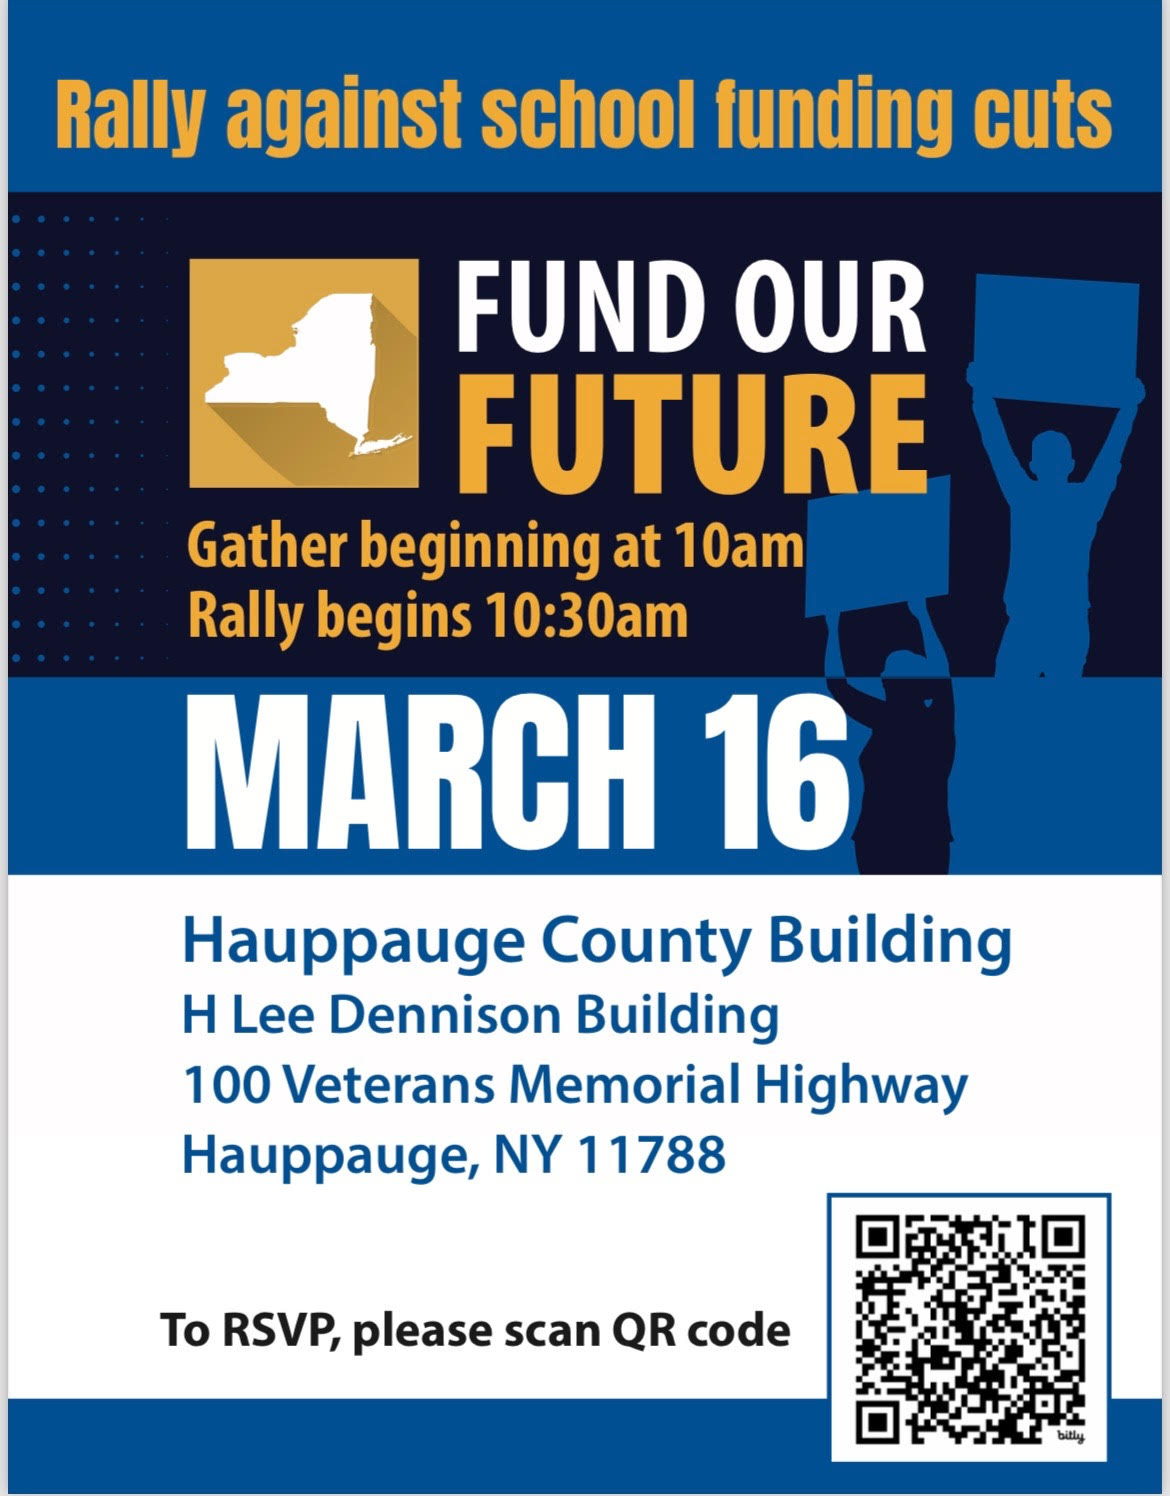 Rally against school funding cuts
FUND OUR
FUTURE
Gather beginning at 10am
Rally begins 10:30am
MARCH 16
Hauppauge County Building
H Lee Dennison Building
100 Veterans Memorial Highway
Hauppauge, NY 11788
To RSVP, please scan QR code
bitly